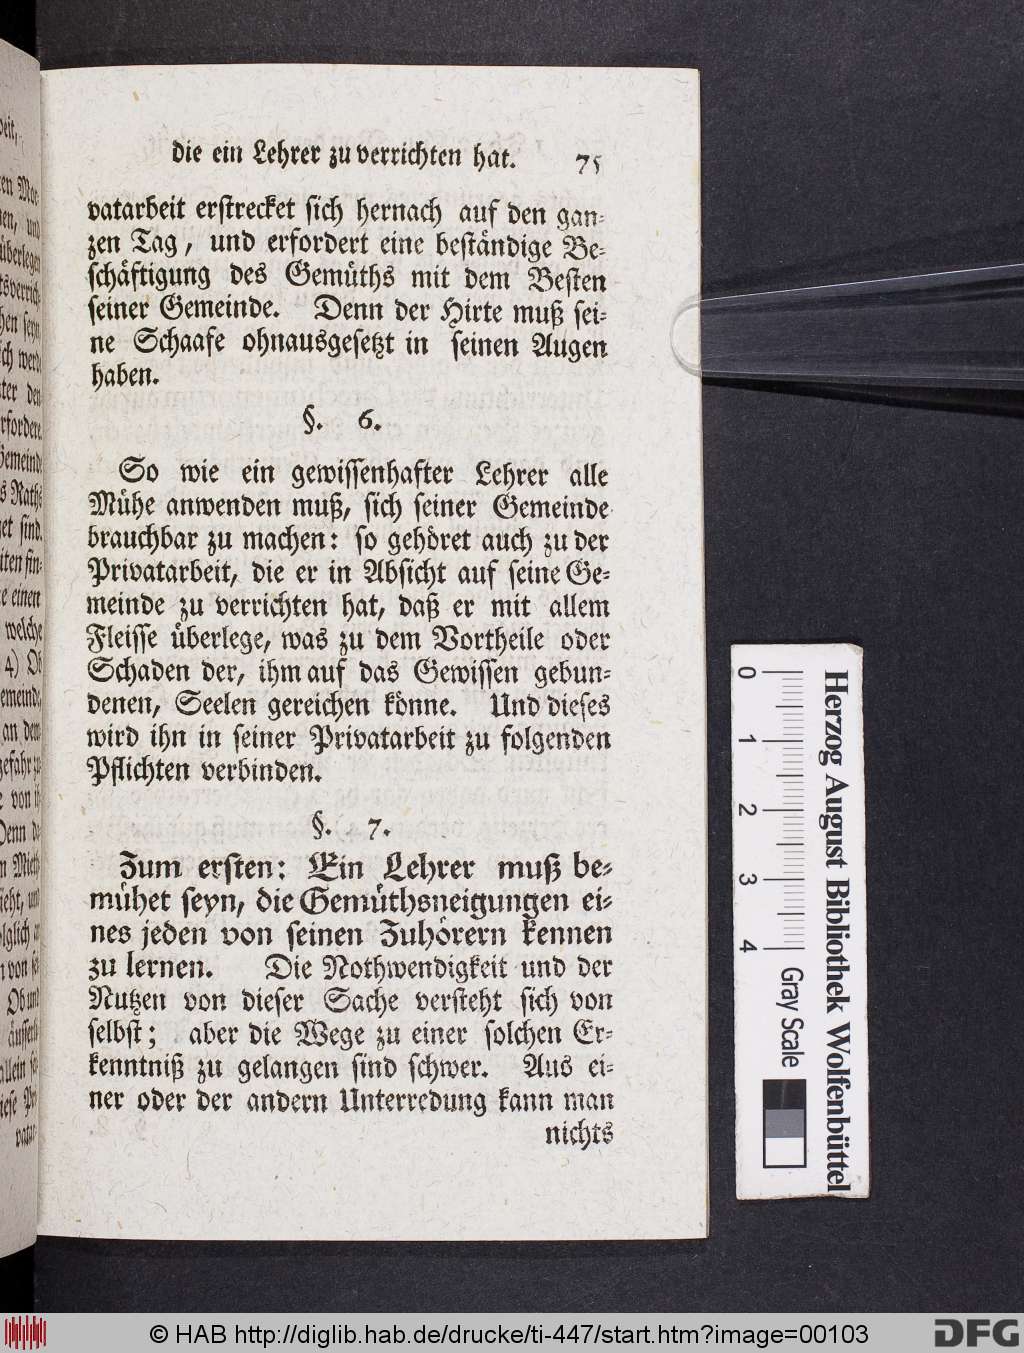 die ein Lehrer zu verrichten hat. 75
vatarbeit erstrecket sich hernach auf den gan-
zen Tag, und erfordert eine beständige Be-
schäftigung des Gemüths mit dem Besten
seiner Gemeinde. Denn der Hirte muß sei-
ne Schaafe ohnausgesetzt in seinen Augen
haben.
§. 6.
So wie ein gewissenhafter Lehrer alle
Mühe anwenden muß, sich seiner Gemeinde
brauchbar zu machen: so gehöret auch zu der
Privatarbeit, die er in Absicht auf seine Ge-
meinde zu verrichten hat, daß er mit allem
Fleisse überlege, was zu dem Vortheile oder
Schaden der, ihm auf das Gewissen gebun-
denen, Seelen gereichen könne. Und dieses
wird ihn in seiner Privatarbeit zu folgenden
Pflichten verbinden.
§. 7.
Zum ersten: Ein Lehrer muß be-
mühet seyn, die Gemüthsneigungen ei-
nes jeden von seinen Zuhörern kennen
zu lernen. Die Nothwendigkeit und der
Nutzen von dieser Sache versteht sich von
selbst; aber die Wege zu einer solchen Er-
kenntniß zu gelangen sind schwer. Aus ei-
ner oder der andern Unterredung kann man
nichts
0 1 2 3 4 Gray Scale
Herzog August Bibliothek Wolfenbüttel
© HAB http://diglib.hab.de/drucke/ti-447/start.htm?image=00103
DFG